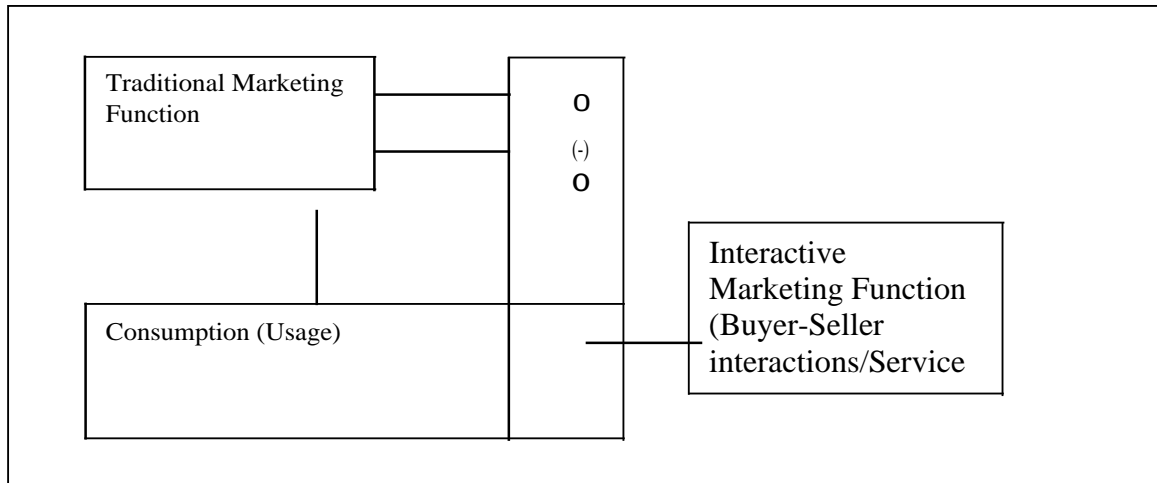 Traditional Marketing
Function
O
(-)
O
Interactive
Marketing Function
(Buyer-Seller
interactions/Service
Consumption (Usage)